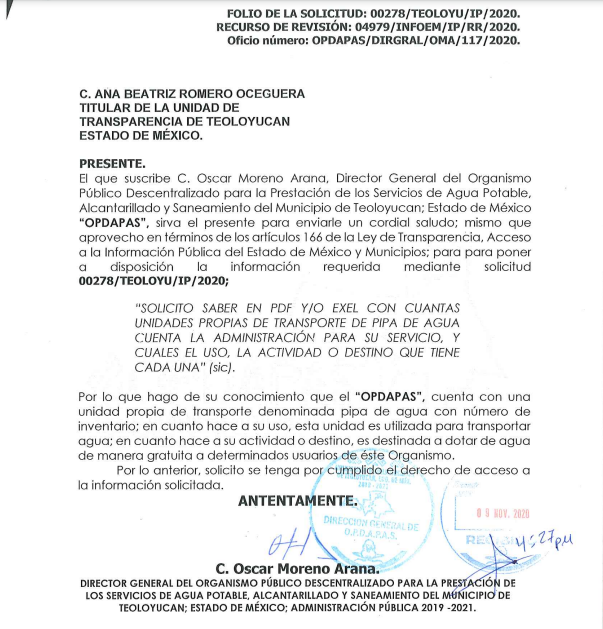 FOLIO DE LA SOLICITUD: 00278/TEOLOYU/IP/2020.
RECURSO DE REVISIÓN: 04979/INFOEM/IP/RR/2020.
Oficio número: OPDAPAS/DIRGRAL/OMA/117/2020.
C. ANA BEATRIZ ROMERO OCEGUERA
TITULAR DE LA UNIDAD DE
TRANSPARENCIA DE TEOLOYUCAN
ESTADO DE MÉXICO.
PRESENTE.
El que suscribe C. Oscar Moreno Arana, Director General del Organismo
Público Descentralizado para la Prestación de los Servicios de Agua Potable,
Alcantarillado y Saneamiento del Municipio de Teoloyucan; Estado de México
"OPDAPAS", sirva el presente para enviarle un cordial saludo; mismo que
aprovecho en términos de los artículos 166 de la Ley de Transparencia, Acceso
a la Información Pública del Estado de México y Municipios; para para poner
a disposición la información requerida mediante solicitud
00278/TEOLOYU/IP/2020;
"SOLICITO SABER EN PDF Y/O EXEL CON CUANTAS
UNIDADES PROPIAS DE TRANSPORTE DE PIPA DE AGUA
CUENTA LA ADMINISTRACIÓN PARA SU SERVICIO, Y
CUALES EL USO, LA ACTIVIDAD O DESTINO QUE TIENE
CADA UNA" (sic).
Por lo que hago de su conocimiento que el "OPDAPAS", cuenta con una
unidad propia de transporte denominada pipa de agua con número de
inventario; en cuanto hace a su uso, esta unidad es utilizada para transportar
agua; en cuanto hace a su actividad o destino, es destinada a dotar de agua
de manera gratuita a determinados usuarios de éste Organismo.
Por lo anterior, solicito se tenga por cumplido el derecho de acceso a
la información solicitada.
ANTENTAMENTE.
DIRECCION GENERAL DE
O.P.D.A.P.A.S.
09 NOV. 2020
4:27 pm
C. Oscar Moreno Arana.
DIRECTOR GENERAL DEL ORGANISMO PÚBLICO DESCENTRALIZADO PARA LA PRESTACIÓN DE
LOS SERVICIOS DE AGUA POTABLE, ALCANTARILLADO Y SANEAMIENTO DEL MUNICIPIO DE
TEOLOYUCAN; ESTADO DE MÉXICO; ADMINISTRACIÓN PÚBLICA 2019 -2021.